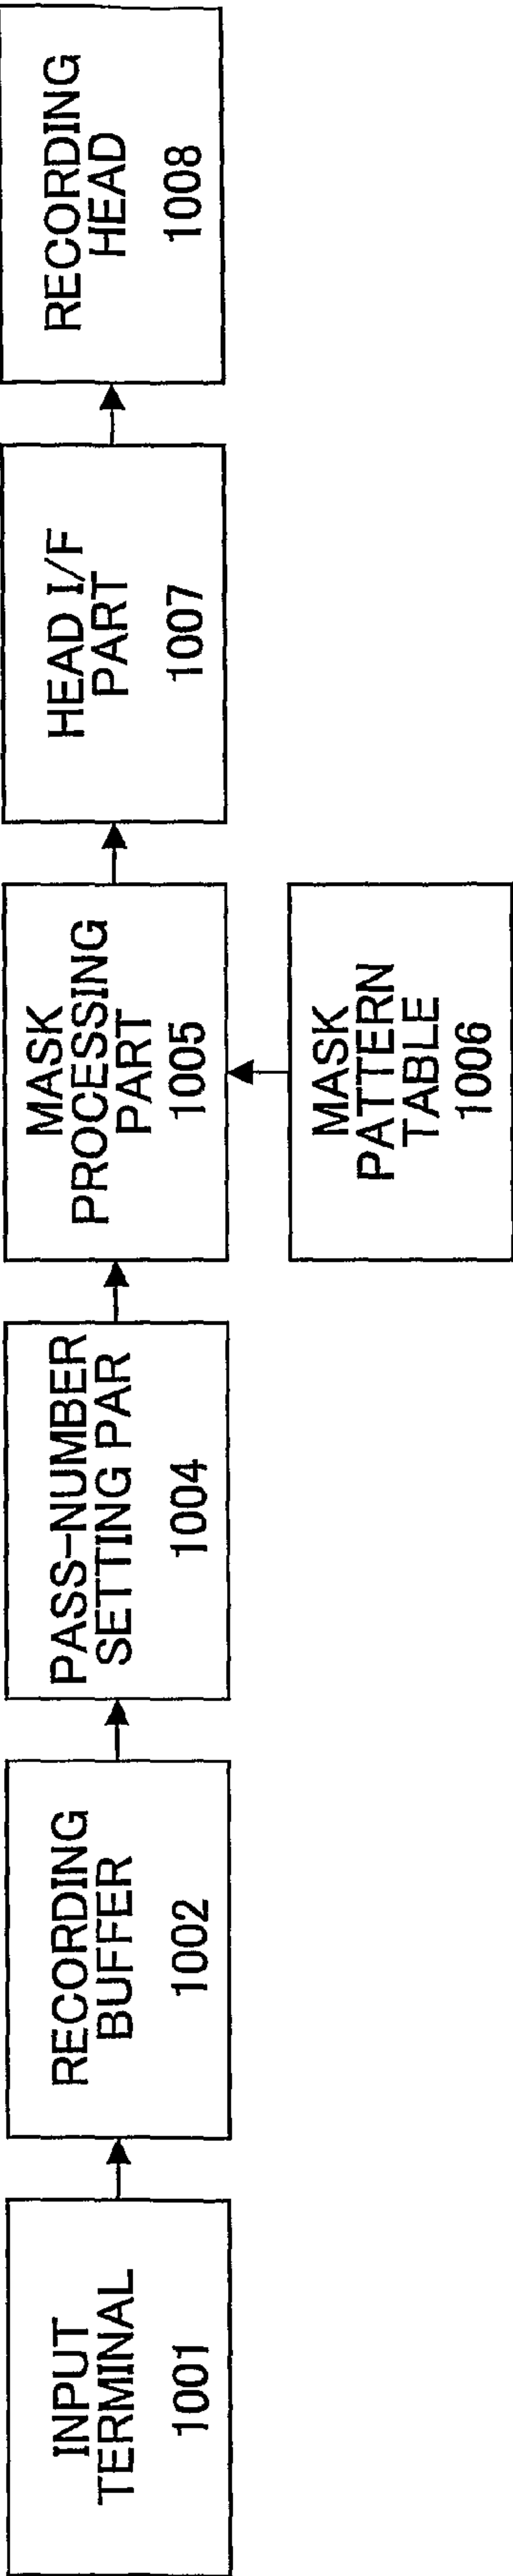 INPUT
TERMINAL
1001
RECORDING
BUFFER
1002
PASS-NUMBER
SETTING PAR
1004
MASK
PROCESSING
PART
1005
MASK
PATTERN
TABLE
1006
HEAD I/F
PART
1007
RECORDING
HEAD
1008